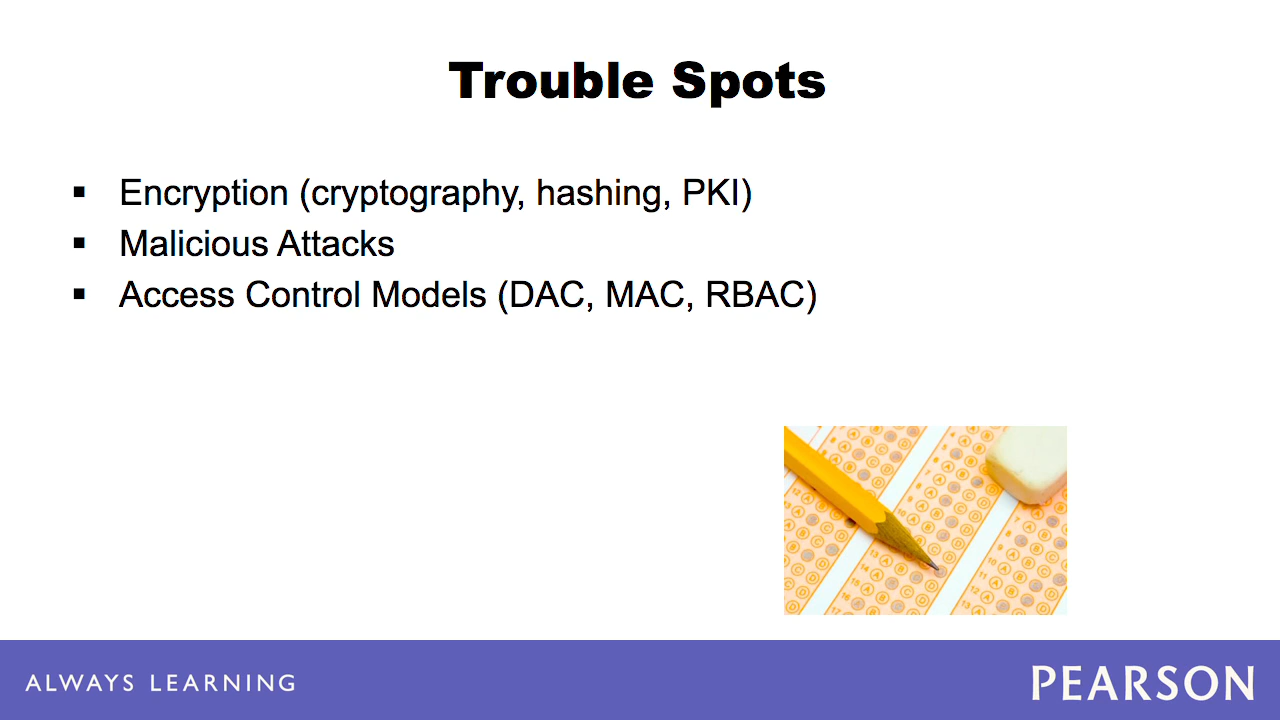 Trouble Spots
▪ Encryption (cryptography, hashing, PKI)
▪ Malicious Attacks
▪ Access Control Models (DAC, MAC, RBAC)
ALWAYS LEARNING
PEARSON